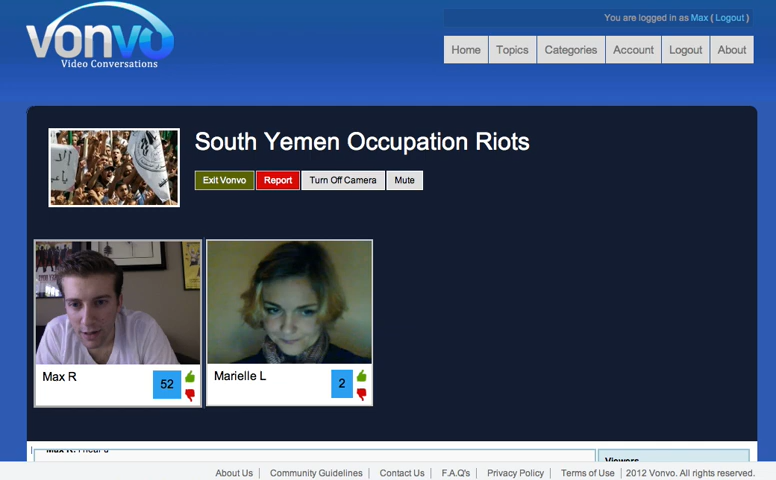 You are logged in as Max ( Logout )
vonvo
Video Conversations
Home Topics Categories Account Logout About
South Yemen Occupation Riots
Exit Vonvo Report Turn Off Camera Mute
Max R 52
Marielle L 2
Max R: I hear u
Viewers
About Us Community Guidelines Contact Us F.A.Q's Privacy Policy Terms of Use 2012 Vonvo. All rights reserved.